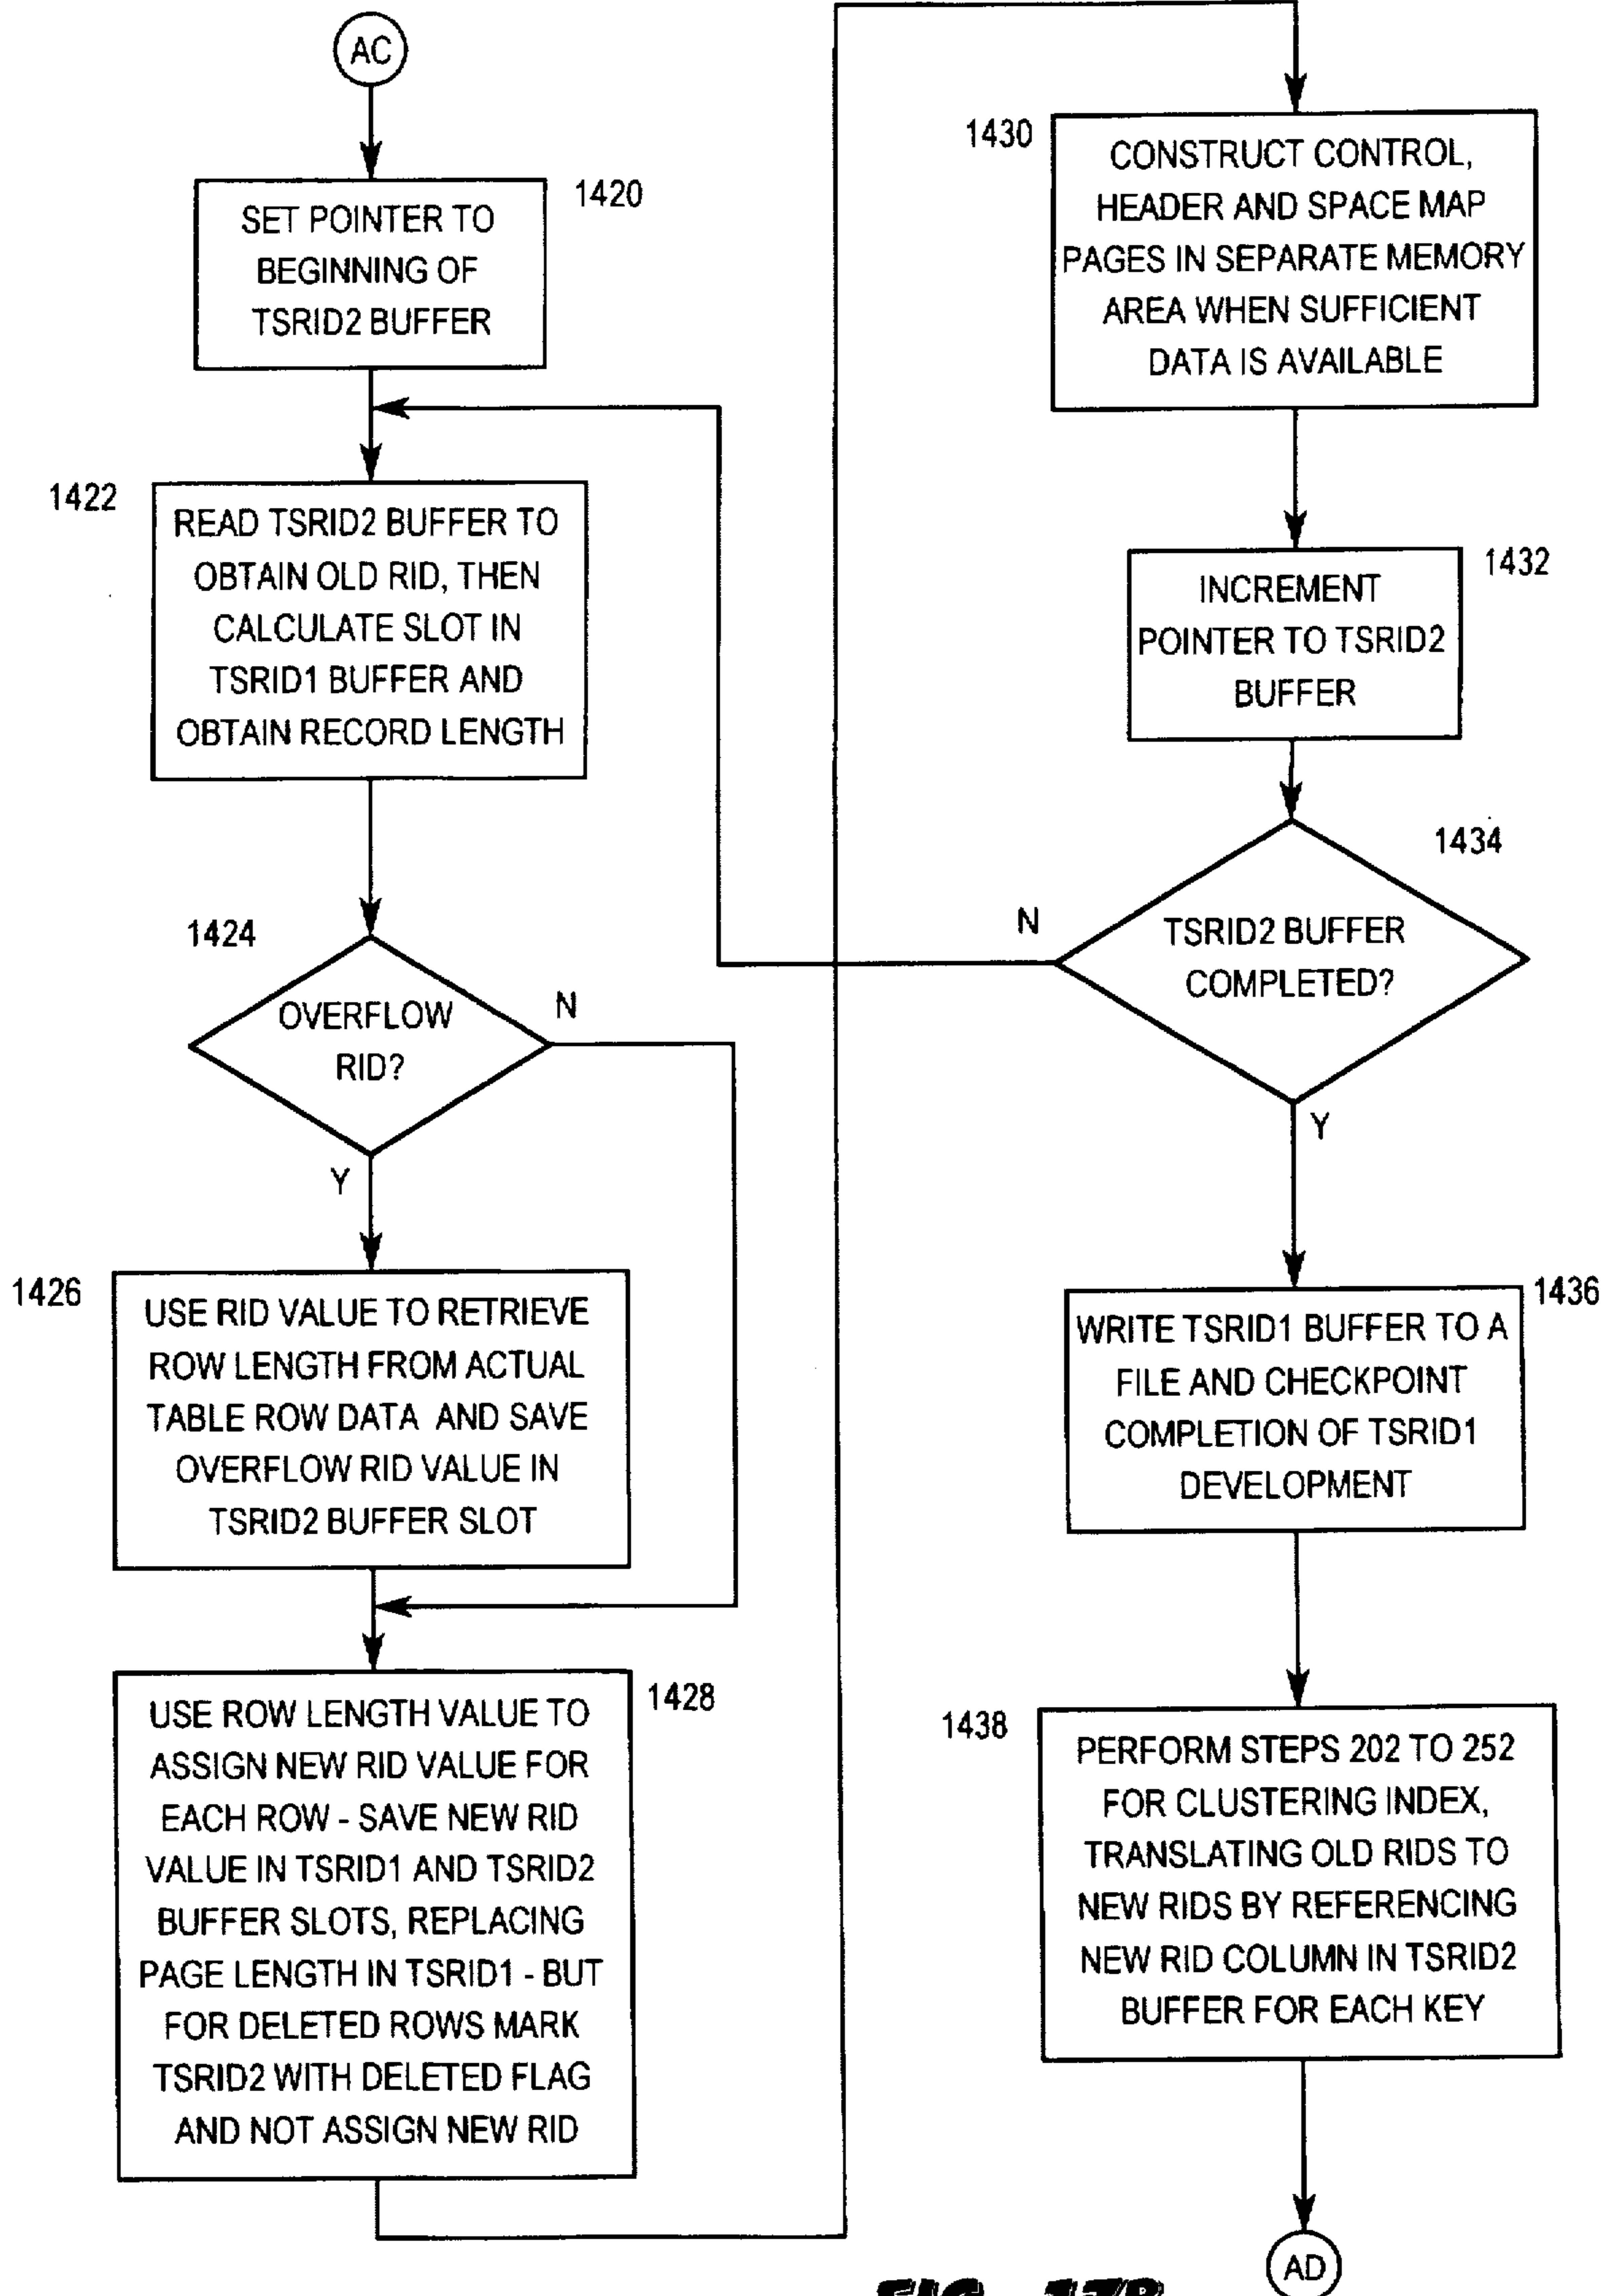 AC
1420
SET POINTER TO
BEGINNING OF
TSRID2 BUFFER
1422
READ TSRID2 BUFFER TO
OBTAIN OLD RID, THEN
CALCULATE SLOT IN
TSRID1 BUFFER AND
OBTAIN RECORD LENGTH
1424
OVERFLOW
RID?
N
Y
1426
USE RID VALUE TO RETRIEVE
ROW LENGTH FROM ACTUAL
TABLE ROW DATA AND SAVE
OVERFLOW RID VALUE IN
TSRID2 BUFFER SLOT
1428
USE ROW LENGTH VALUE TO
ASSIGN NEW RID VALUE FOR
EACH ROW - SAVE NEW RID
VALUE IN TSRID1 AND TSRID2
BUFFER SLOTS, REPLACING
PAGE LENGTH IN TSRID1 - BUT
FOR DELETED ROWS MARK
TSRID2 WITH DELETED FLAG
AND NOT ASSIGN NEW RID
1430
CONSTRUCT CONTROL,
HEADER AND SPACE MAP
PAGES IN SEPARATE MEMORY
AREA WHEN SUFFICIENT
DATA IS AVAILABLE
1432
INCREMENT
POINTER TO TSRID2
BUFFER
1434
TSRID2 BUFFER
COMPLETED?
N
Y
1436
WRITE TSRID1 BUFFER TO A
FILE AND CHECKPOINT
COMPLETION OF TSRID1
DEVELOPMENT
1438
PERFORM STEPS 202 TO 252
FOR CLUSTERING INDEX,
TRANSLATING OLD RIDS TO
NEW RIDS BY REFERENCING
NEW RID COLUMN IN TSRID2
BUFFER FOR EACH KEY
AD